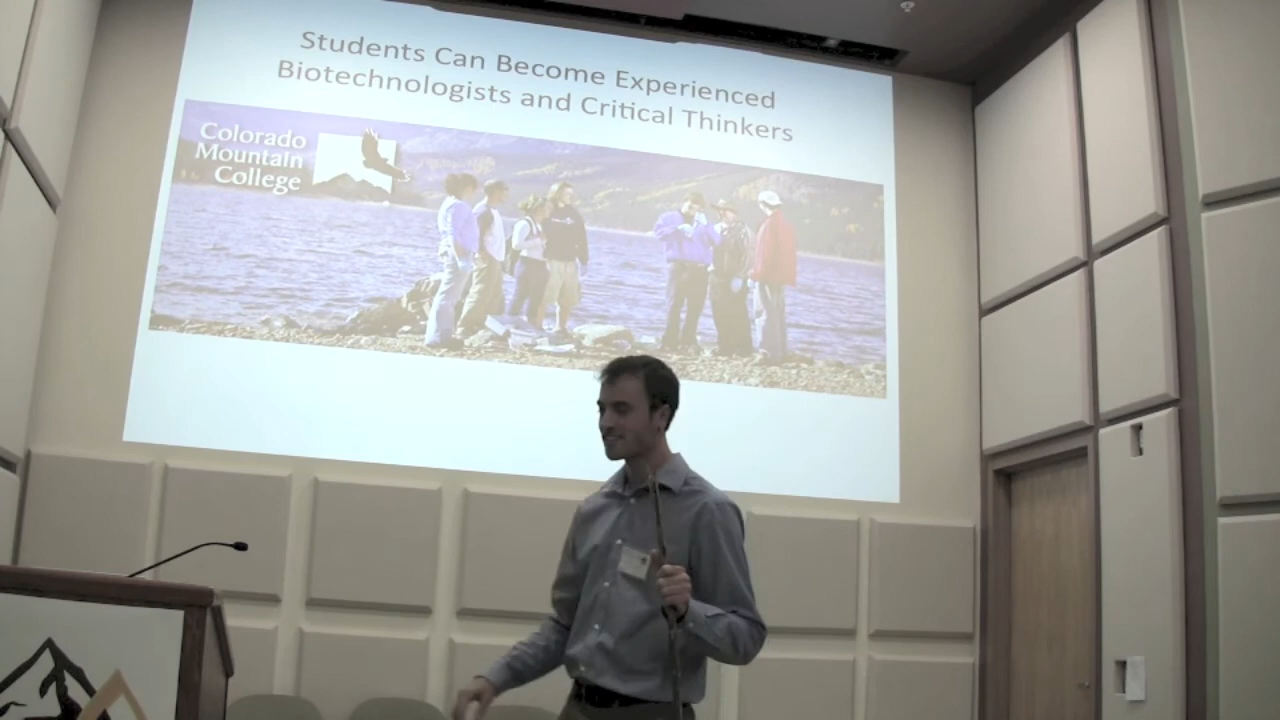 Students Can Become Experienced
Biotechnologists and Critical Thinkers
Colorado
Mountain
College